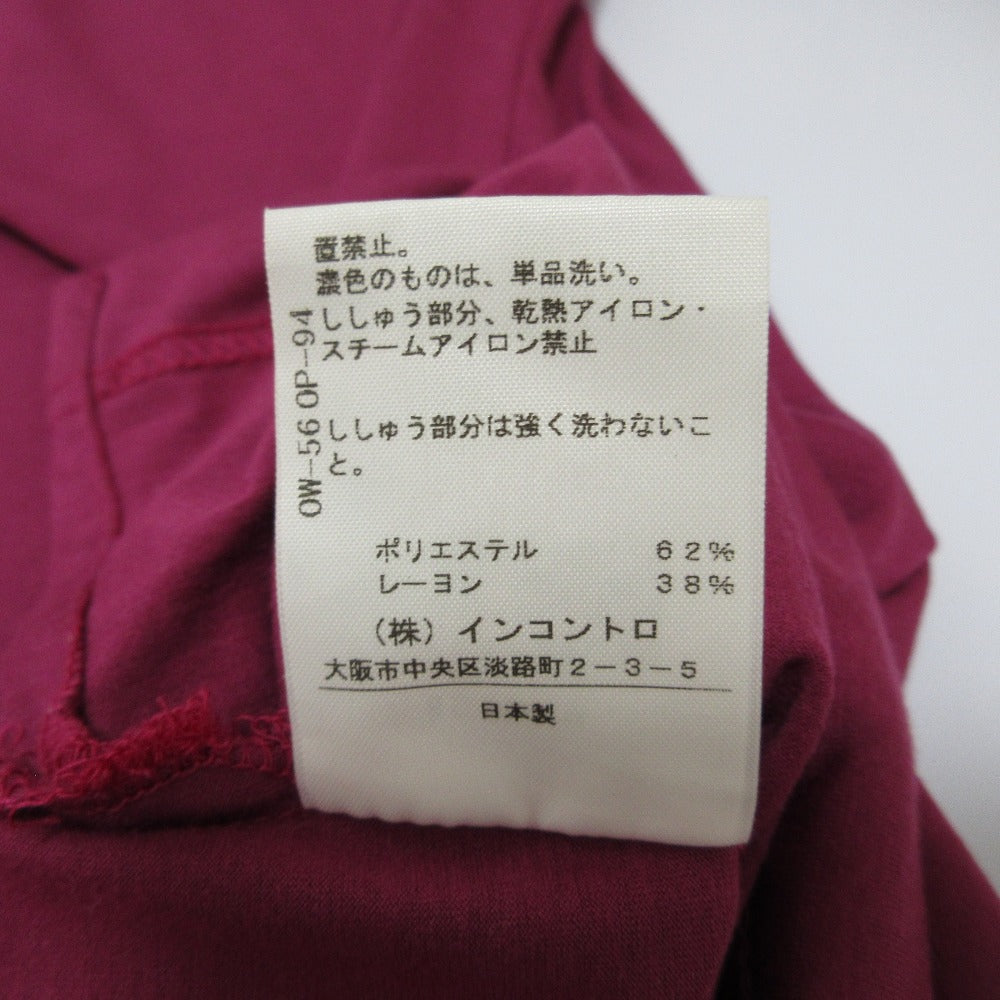 置禁止。
濃色のものは、単品洗い。
ししゅう部分、乾熱アイロン・
スチームアイロン禁止
ししゅう部分は強く洗わないこ
と。
OW-56 OP-94
ポリエステル 62%
レーヨン 38%
(株)インコントロ
大阪市中央区淡路町2-3-5
日本製